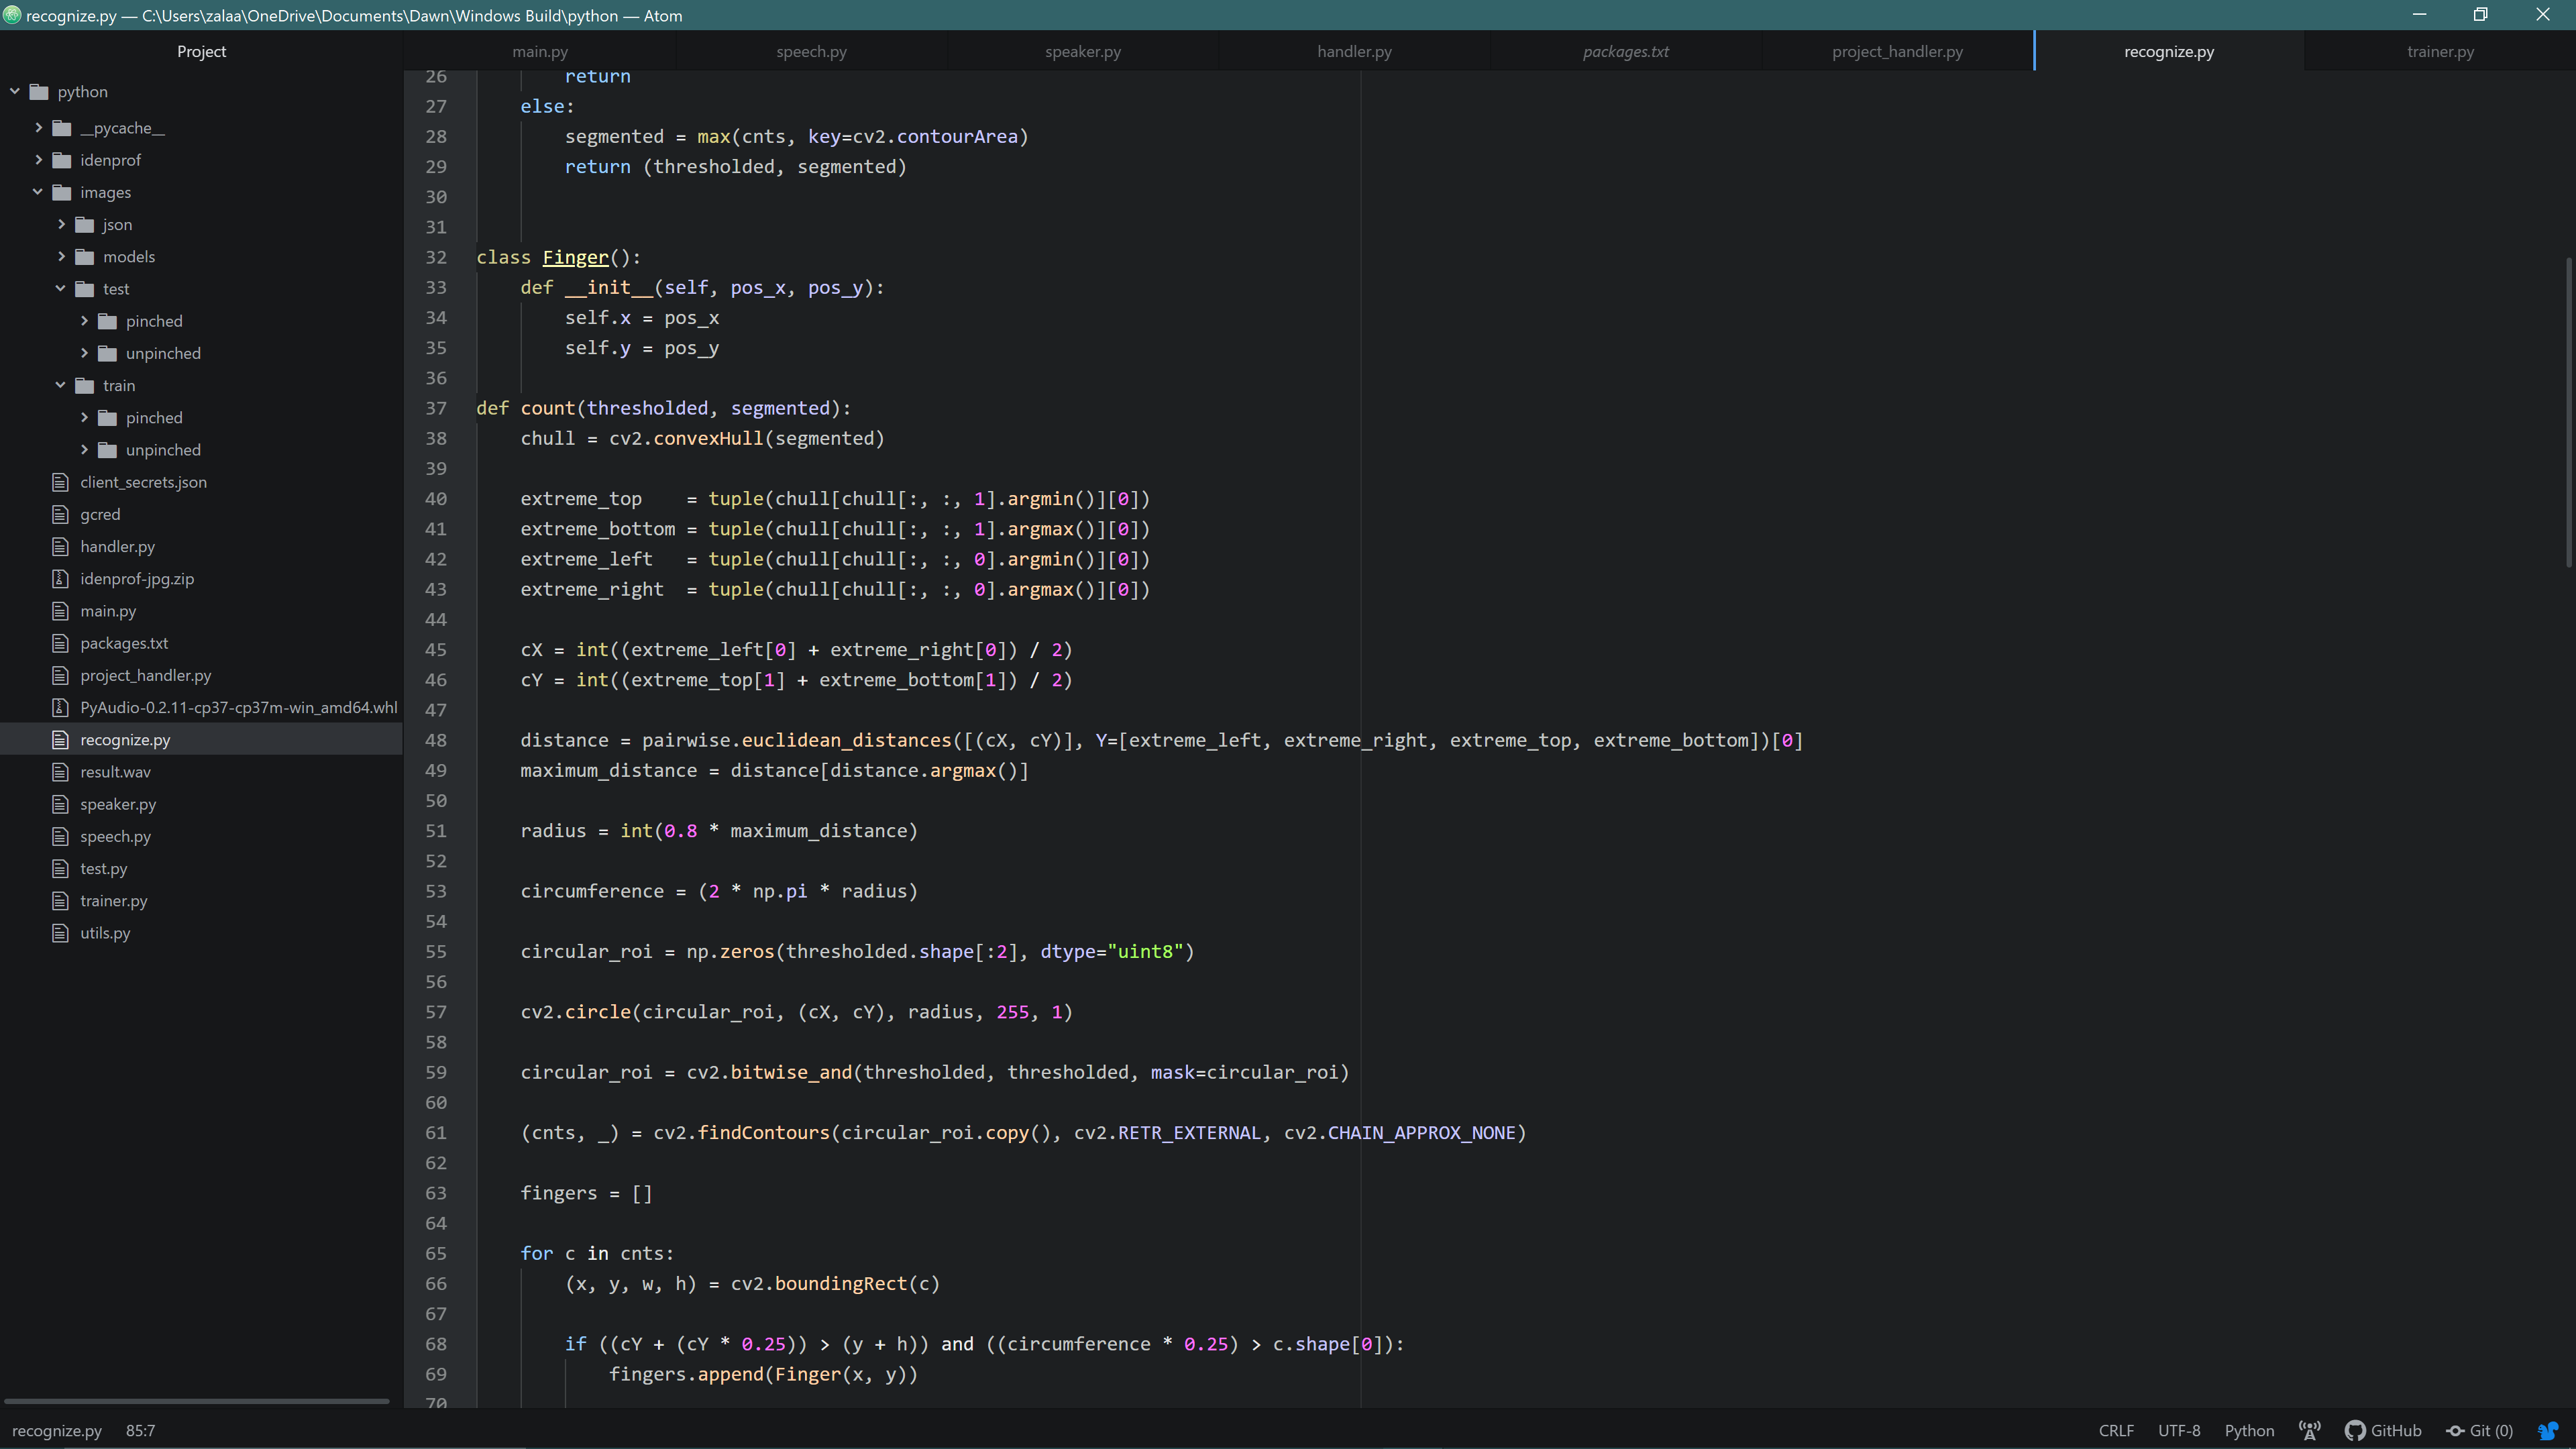 recognize.py — C:\Users\zalaa\OneDrive\Documents\Dawn\Windows Build\python — Atom
Project
main.py
speech.py
speaker.py
handler.py
packages.txt
project_handler.py
recognize.py
trainer.py
python
__pycache__
idenprof
images
json
models
test
pinched
unpinched
train
pinched
unpinched
client_secrets.json
gcred
handler.py
idenprof-jpg.zip
main.py
packages.txt
project_handler.py
PyAudio-0.2.11-cp37-cp37m-win_amd64.whl
recognize.py
result.wav
speaker.py
speech.py
test.py
trainer.py
utils.py
26         return
27     else:
28         segmented = max(cnts, key=cv2.contourArea)
29         return (thresholded, segmented)
30
31
32 class Finger():
33     def __init__(self, pos_x, pos_y):
34         self.x = pos_x
35         self.y = pos_y
36
37 def count(thresholded, segmented):
38     chull = cv2.convexHull(segmented)
39
40     extreme_top    = tuple(chull[chull[:, :, 1].argmin()][0])
41     extreme_bottom = tuple(chull[chull[:, :, 1].argmax()][0])
42     extreme_left   = tuple(chull[chull[:, :, 0].argmin()][0])
43     extreme_right  = tuple(chull[chull[:, :, 0].argmax()][0])
44
45     cX = int((extreme_left[0] + extreme_right[0]) / 2)
46     cY = int((extreme_top[1] + extreme_bottom[1]) / 2)
47
48     distance = pairwise.euclidean_distances([(cX, cY)], Y=[extreme_left, extreme_right, extreme_top, extreme_bottom])[0]
49     maximum_distance = distance[distance.argmax()]
50
51     radius = int(0.8 * maximum_distance)
52
53     circumference = (2 * np.pi * radius)
54
55     circular_roi = np.zeros(thresholded.shape[:2], dtype="uint8")
56
57     cv2.circle(circular_roi, (cX, cY), radius, 255, 1)
58
59     circular_roi = cv2.bitwise_and(thresholded, thresholded, mask=circular_roi)
60
61     (cnts, _) = cv2.findContours(circular_roi.copy(), cv2.RETR_EXTERNAL, cv2.CHAIN_APPROX_NONE)
62
63     fingers = []
64
65     for c in cnts:
66         (x, y, w, h) = cv2.boundingRect(c)
67
68         if ((cY + (cY * 0.25)) > (y + h)) and ((circumference * 0.25) > c.shape[0]):
69             fingers.append(Finger(x, y))
70
recognize.py 85:7
CRLF UTF-8 Python GitHub Git (0)